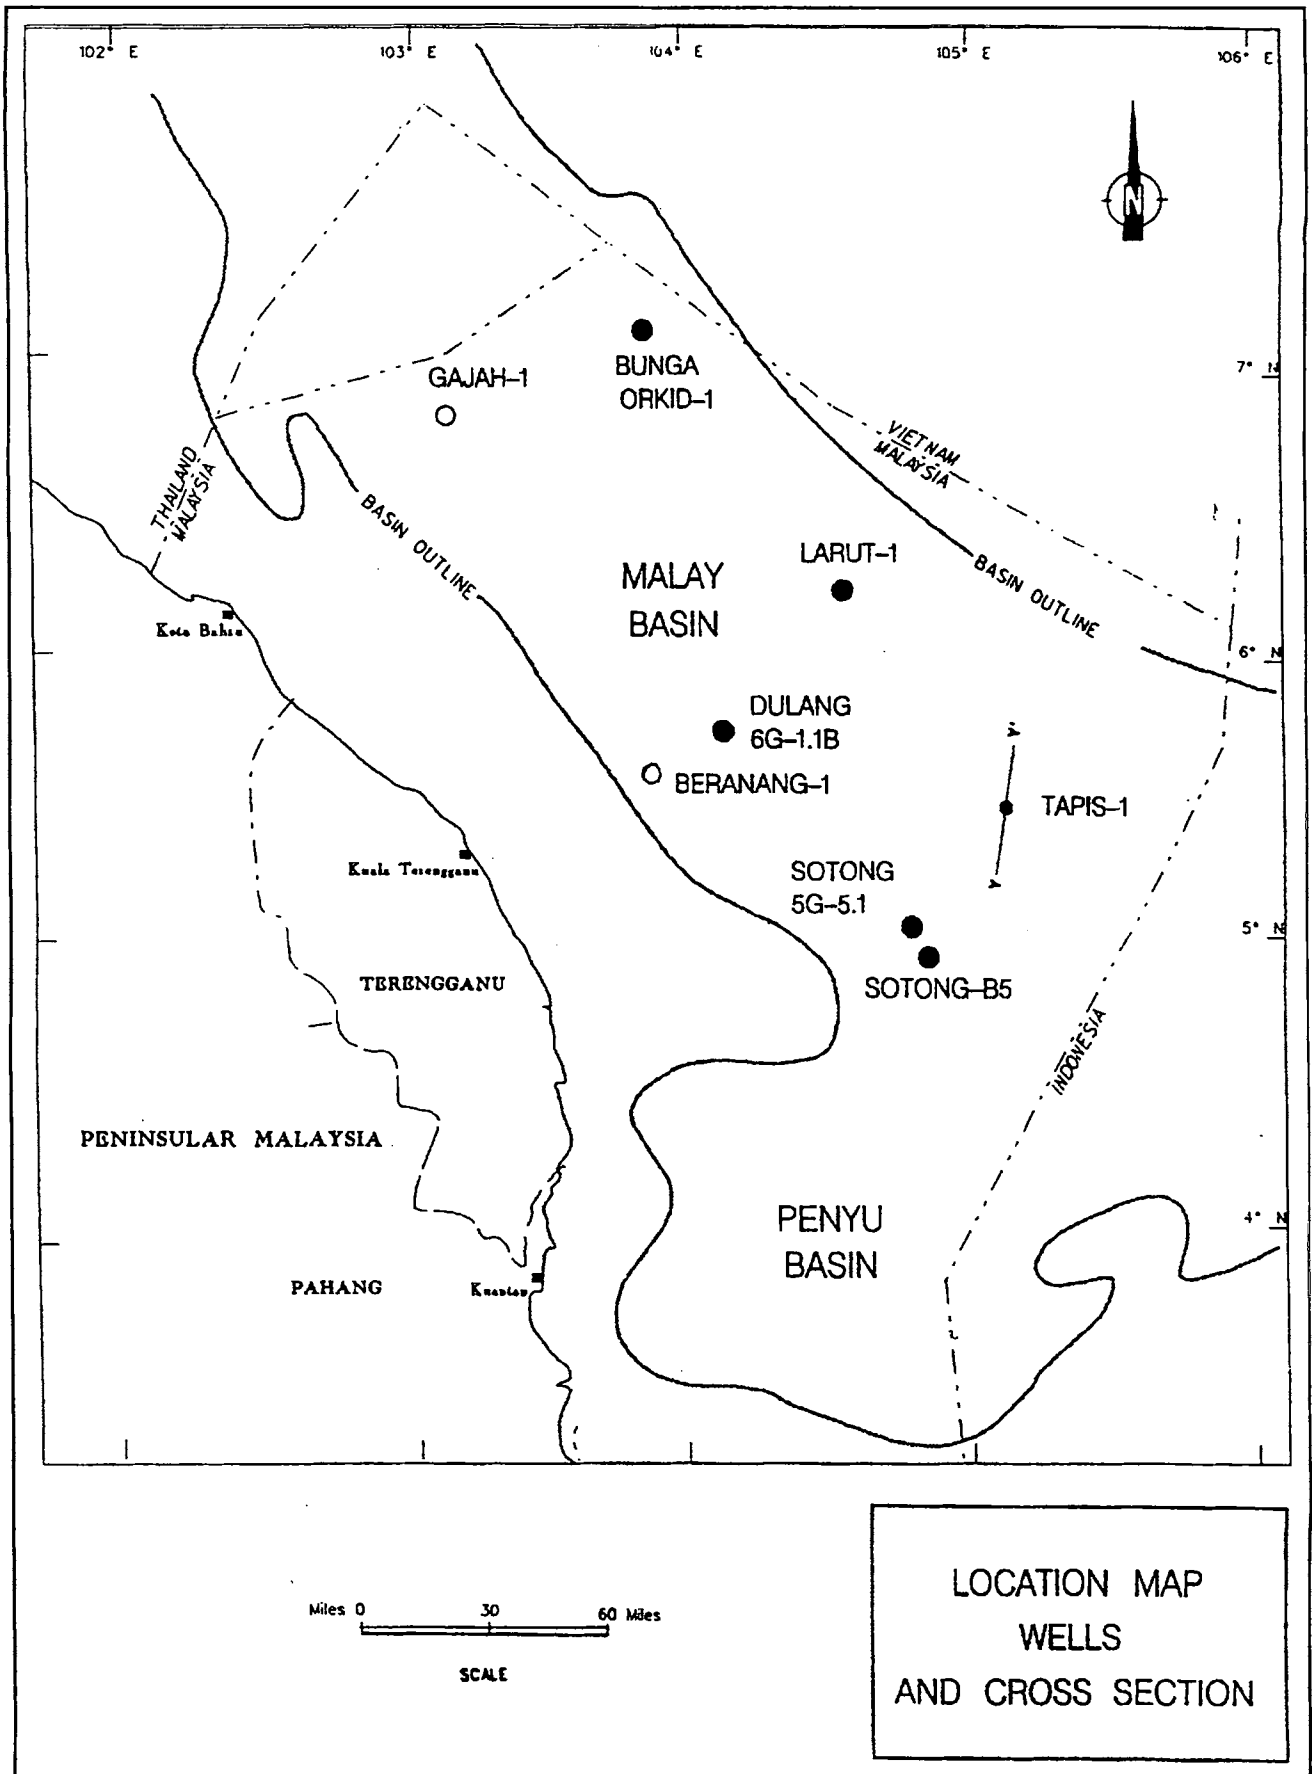 102° E
103° E
104° E
105° E
106° E
N
GAJAH-1
BUNGA
ORKID-1
7° N
THAILAND
MALAYSIA
VIETNAM
MALAYSIA
BASIN OUTLINE
LARUT-1
BASIN OUTLINE
MALAY
BASIN
6° N
DULANG
6G-1.1B
BERANANG-1
Y'
TAPIS-1
Y
Kuala Terengganu
SOTONG
5G-5.1
5° N
SOTONG-B5
TERENGGANU
INDONESIA
PENINSULAR MALAYSIA
PENYU
BASIN
4° N
PAHANG
Kuantan
Miles 0 30 60 Miles
SCALE
LOCATION MAP
WELLS
AND CROSS SECTION